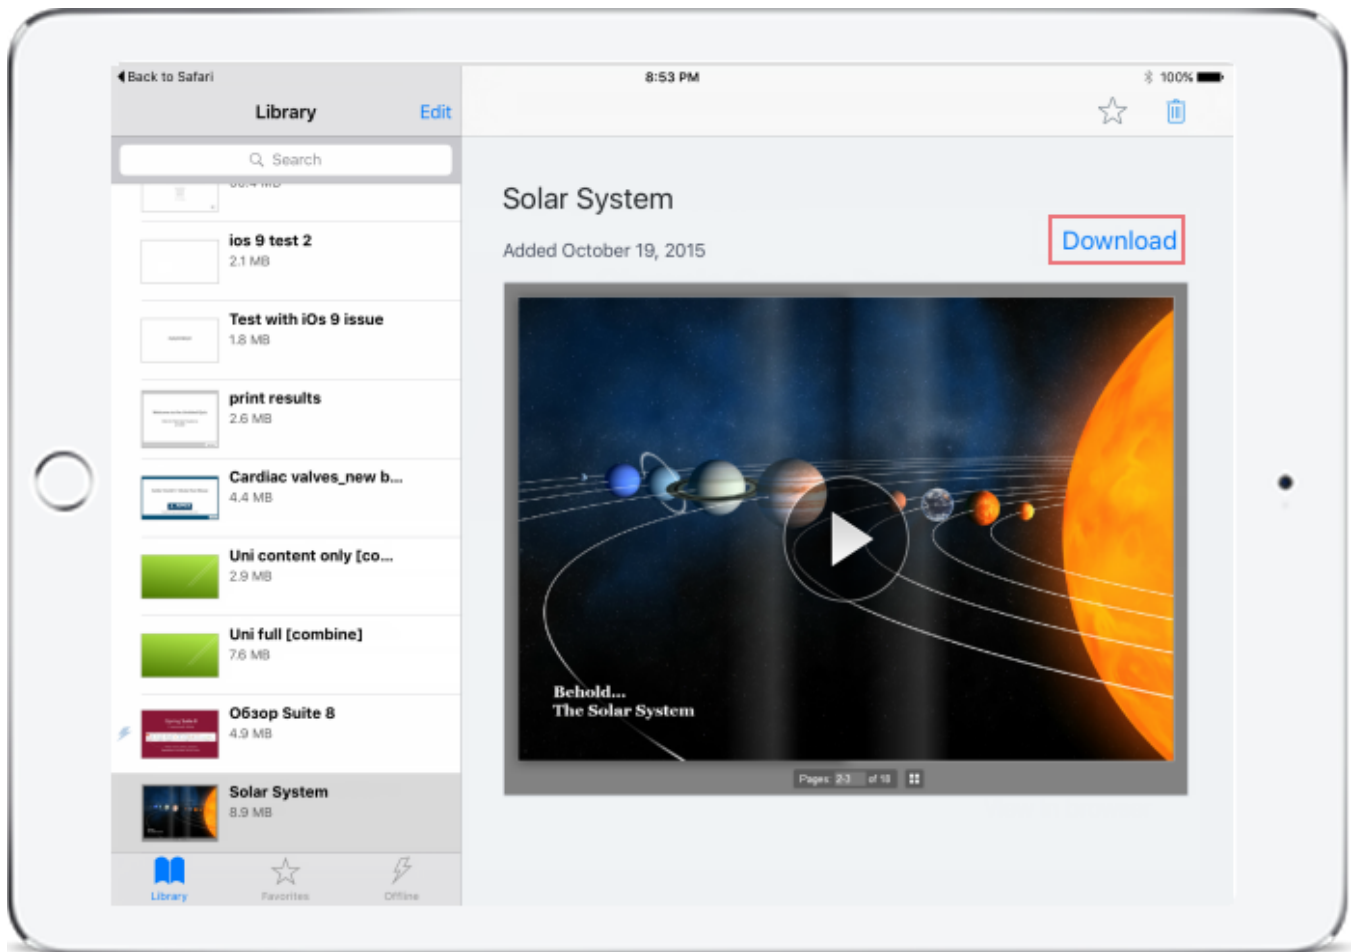 Back to Safari
8:53 PM
100%
Library
Edit
Search
ios 9 test 2
2.1 MB
Test with iOs 9 issue
1.8 MB
print results
2.6 MB
Cardiac valves_new b...
4.4 MB
Uni content only [co...
2.9 MB
Uni full [combine]
7.6 MB
Обзор Suite 8
4.9 MB
Solar System
8.9 MB
Library
Favorites
Offline
Solar System
Added October 19, 2015
Download
Behold...
The Solar System
Pages: 2-3 of 18